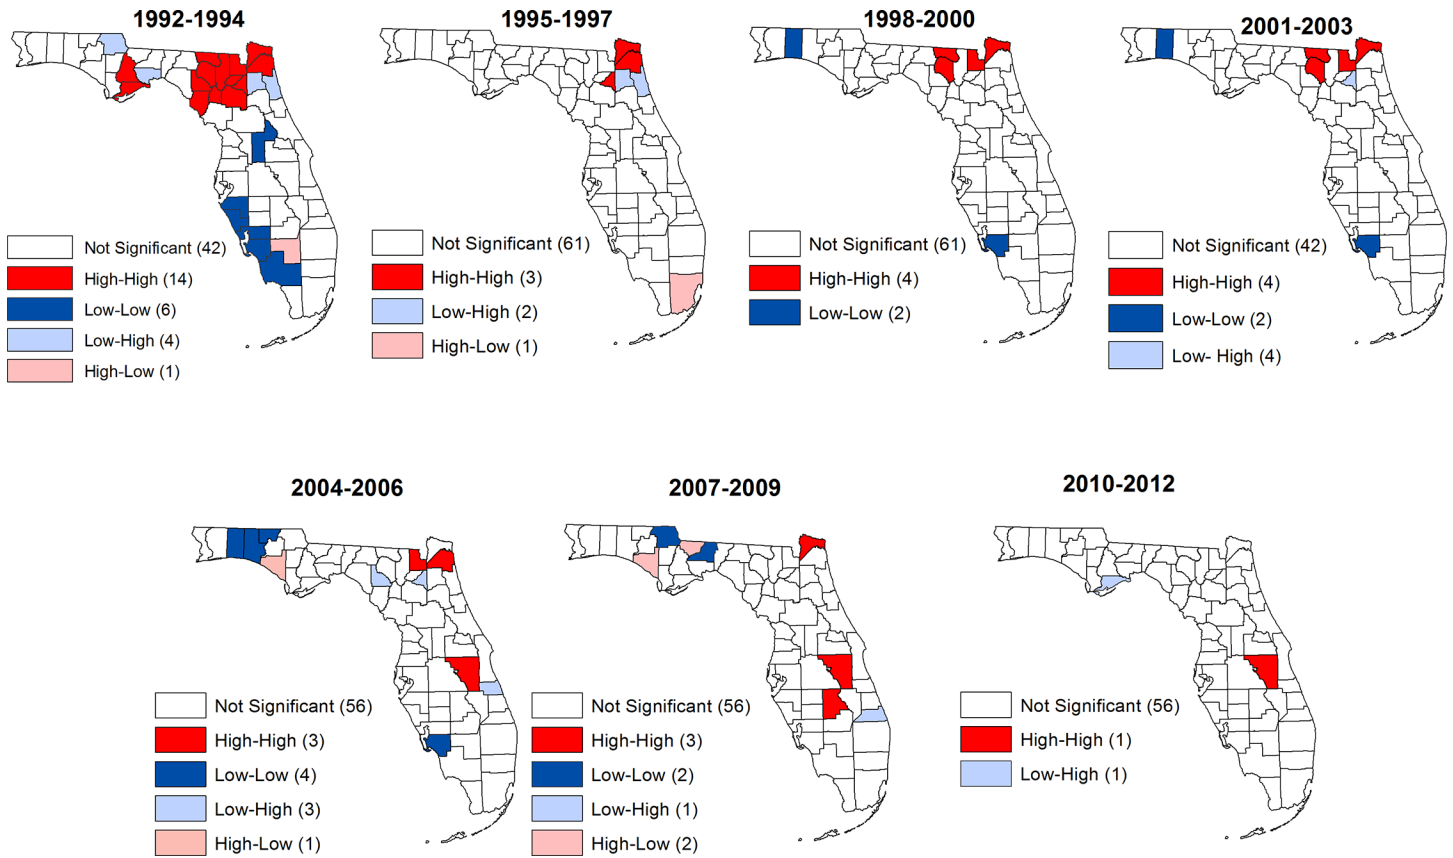 1992-1994
Not Significant (42)
High-High (14)
Low-Low (6)
Low-High (4)
High-Low (1)
1995-1997
Not Significant (61)
High-High (3)
Low-High (2)
High-Low (1)
1998-2000
Not Significant (61)
High-High (4)
Low-Low (2)
2001-2003
Not Significant (42)
High-High (4)
Low-Low (2)
Low- High (4)
2004-2006
Not Significant (56)
High-High (3)
Low-Low (4)
Low-High (3)
High-Low (1)
2007-2009
Not Significant (56)
High-High (3)
Low-Low (2)
Low-High (1)
High-Low (2)
2010-2012
Not Significant (56)
High-High (1)
Low-High (1)